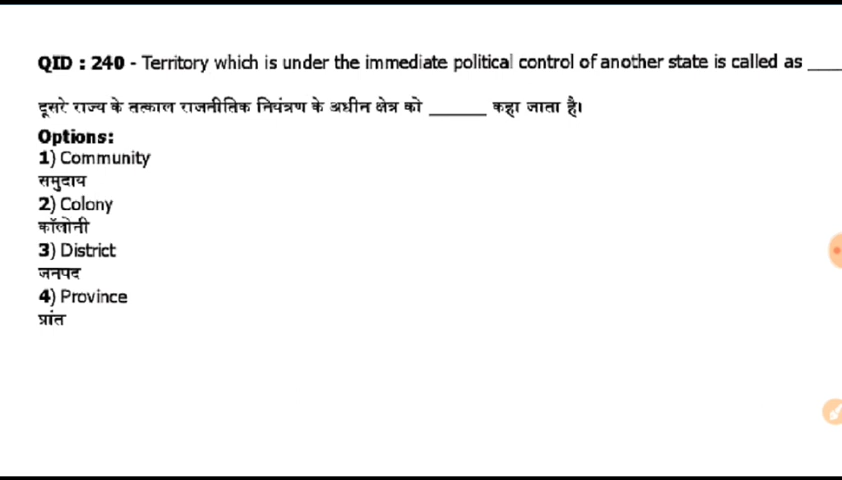 QID : 240 - Territory which is under the immediate political control of another state is called as ____
दूसरे राज्य के तत्काल राजनीतिक नियंत्रण के अधीन क्षेत्र को ______ कहा जाता है।
Options:
1) Community
समुदाय
2) Colony
कॉलोनी
3) District
जनपद
4) Province
प्रांत